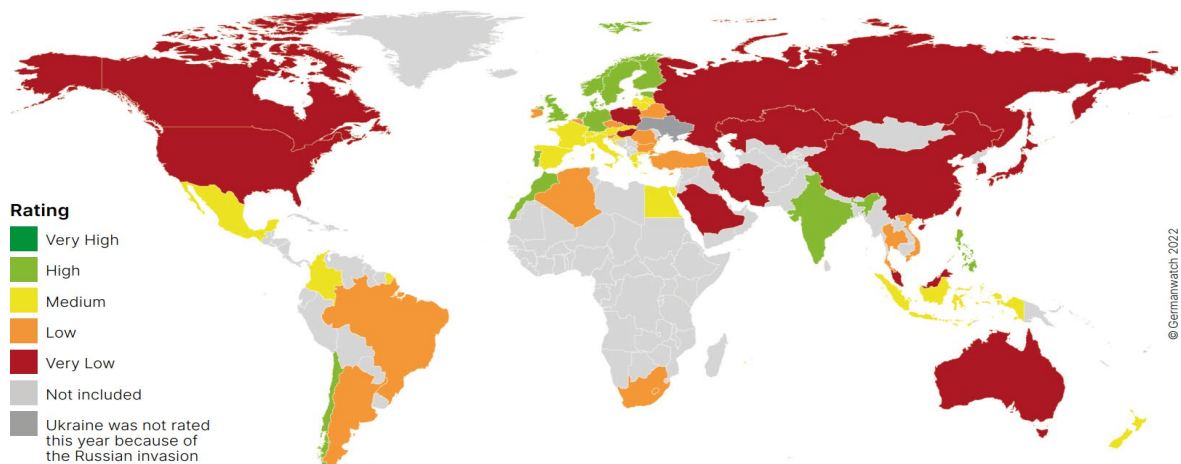 Rating
Very High
High
Medium
Low
Very Low
Not included
Ukraine was not rated
this year because of
the Russian invasion
© Germanwatch 2022